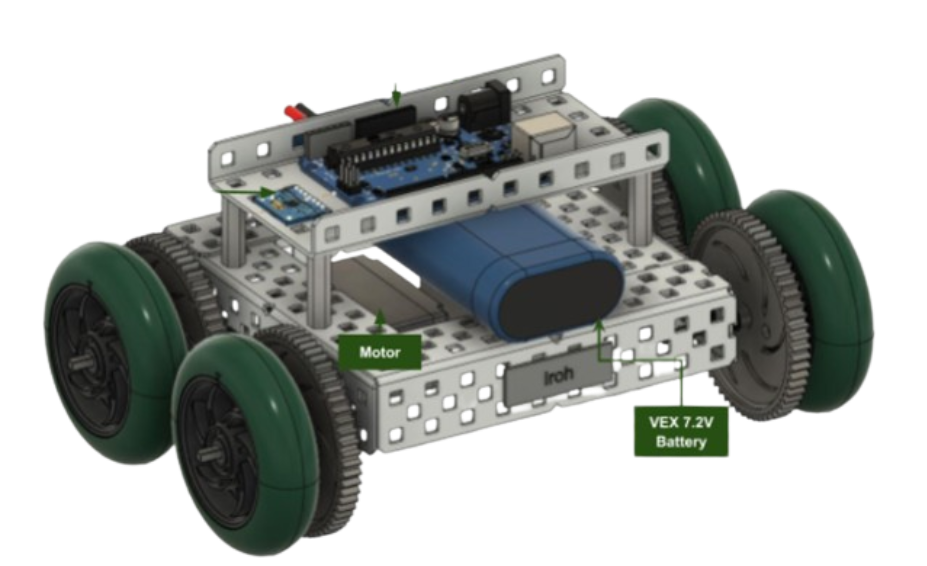 Motor
Iroh
VEX 7.2V
Battery